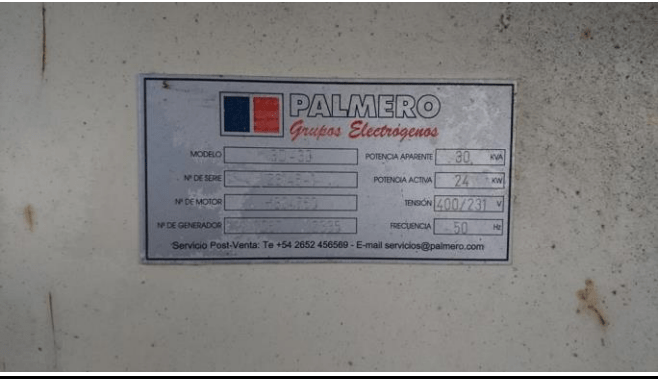 PALMERO
Grupos Electrógenos
MODELO POTENCIA APARENTE 30 KVA
Nº DE SERIE POTENCIA ACTIVA 24 KW
Nº DE MOTOR TENSIÓN 400/231 V
Nº DE GENERADOR FRECUENCIA 50 Hz
Servicio Post-Venta: Te +54 2652 456569 - E-mail servicios@palmero.com